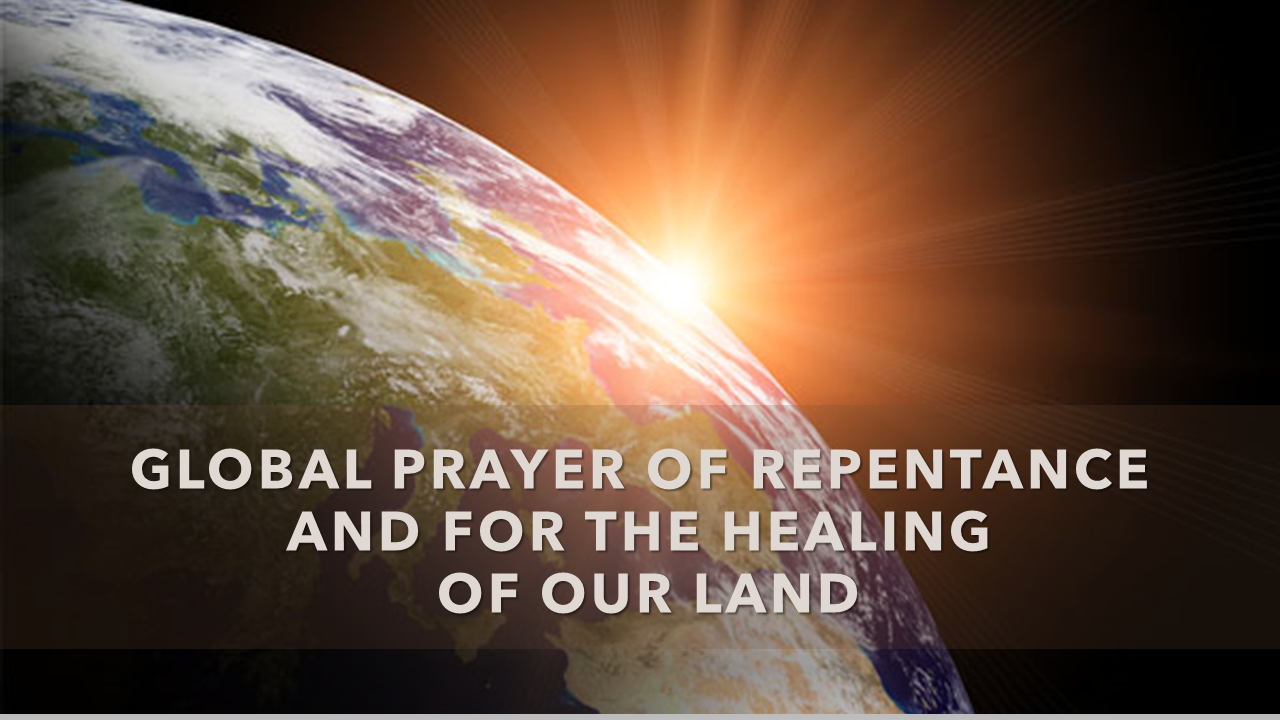 GLOBAL PRAYER OF REPENTANCE
AND FOR THE HEALING
OF OUR LAND